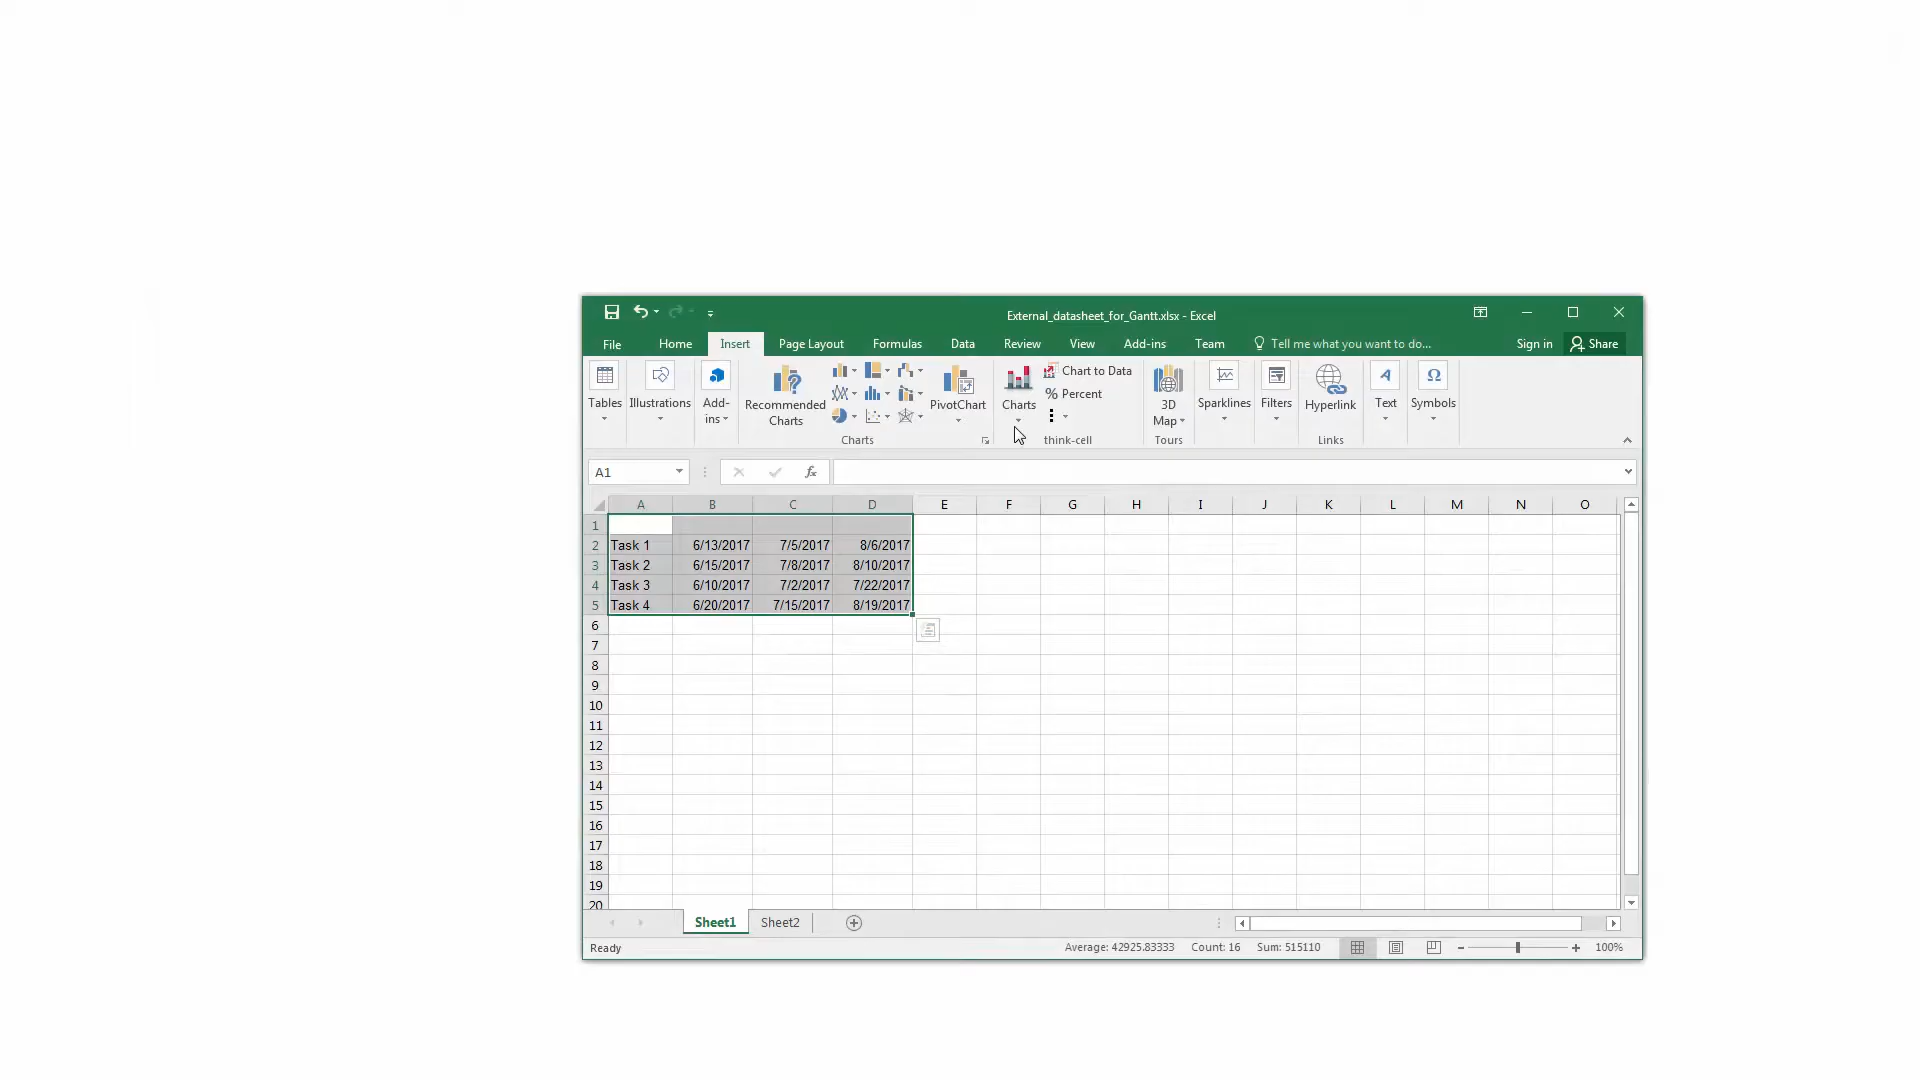 External_datasheet_for_Gantt.xlsx - Excel
File Home Insert Page Layout Formulas Data Review View Add-ins Team Tell me what you want to do... Sign in Share
Tables
Illustrations
Add-
ins
Recommended
Charts
PivotChart
Charts
Charts
Chart to Data
% Percent
think-cell
3D
Map
Tours
Sparklines
Filters
Hyperlink
Links
A
Text
Ω
Symbols
A1
fx
A B C D E F G H I J K L M N O
1
2 Task 1 6/13/2017 7/5/2017 8/6/2017
3 Task 2 6/15/2017 7/8/2017 8/10/2017
4 Task 3 6/10/2017 7/2/2017 7/22/2017
5 Task 4 6/20/2017 7/15/2017 8/19/2017
6
7
8
9
10
11
12
13
14
15
16
17
18
19
20
Sheet1 Sheet2
Ready Average: 42925.83333 Count: 16 Sum: 515110 100%